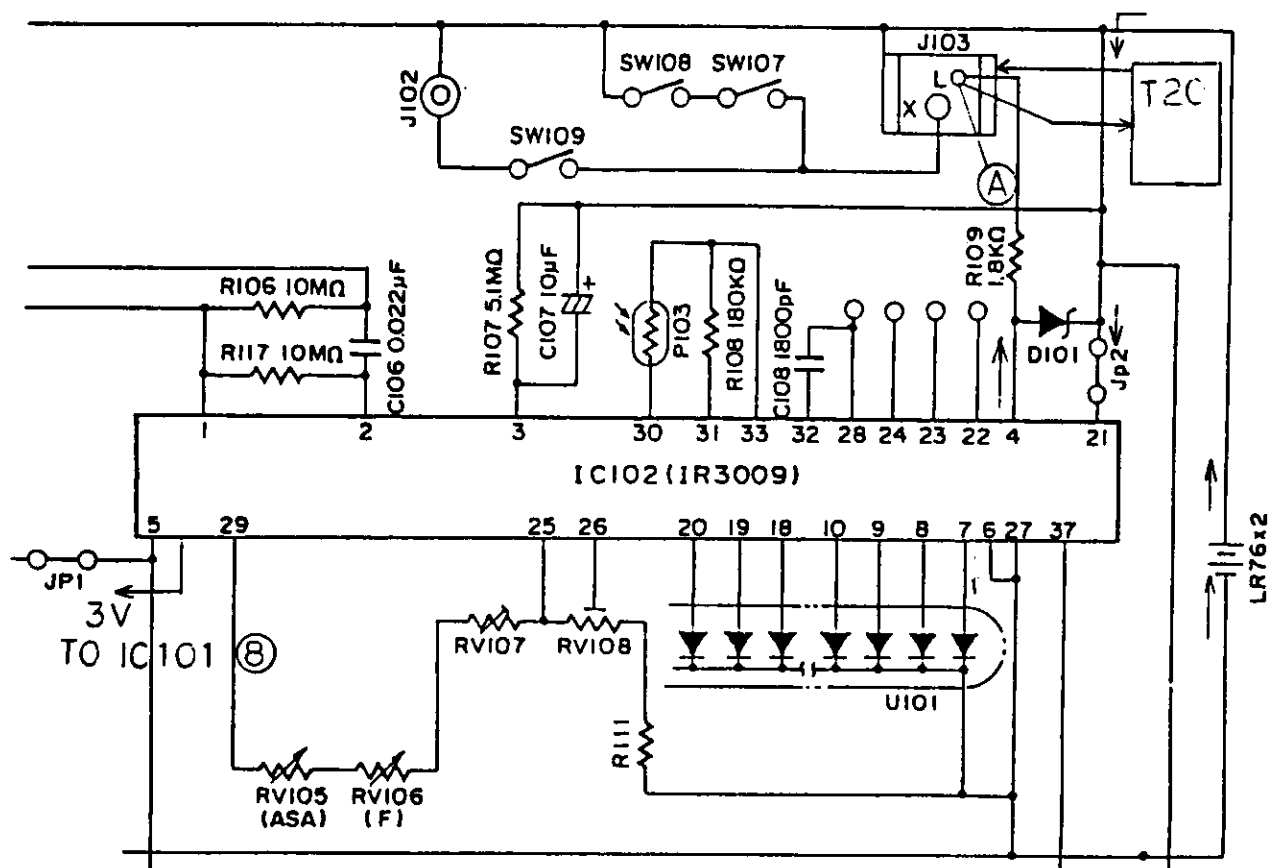 J103
SW108 SW107
L
T2C
J102
X
SW109
A
R109
1.8KΩ
R106 10MΩ
C106 0.022μF
R107 5.1MΩ
C107 10μF
+
P103
R108 180KΩ
C108 1800pF
R117 10MΩ
D101
Jp2
1 2 3 30 31 33 32 28 24 23 22 4 21
IC102(IR3009)
5 29 25 26 20 19 18 10 9 8 7 6 27 37
JP1
LR76x2
3V
TO IC101 8
RV107 RV108
U101
R111
RV105
(ASA)
RV106
(F)